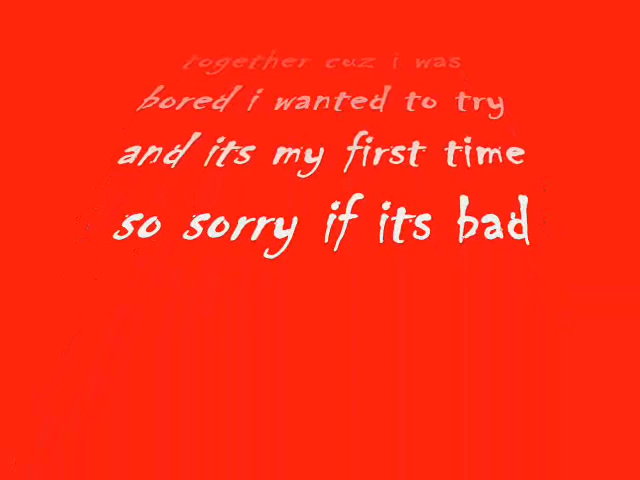 together cuz i was
bored i wanted to try
and its my first time
so sorry if its bad